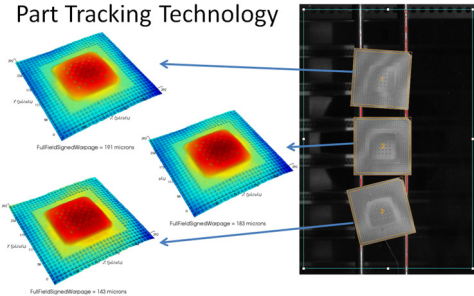 Part Tracking Technology
FullFieldSignedWarpage = 191 microns
FullFieldSignedWarpage = 183 microns
FullFieldSignedWarpage = 143 microns